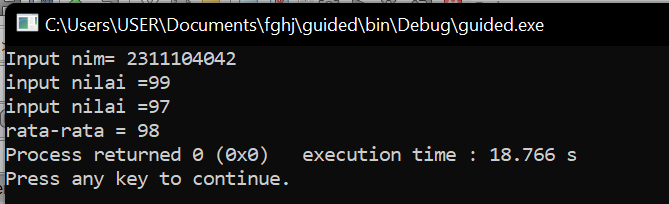 C:\Users\USER\Documents\fghj\guided\bin\Debug\guided.exe
Input nim= 2311104042
input nilai =99
input nilai =97
rata-rata = 98
Process returned 0 (0x0)   execution time : 18.766 s
Press any key to continue.